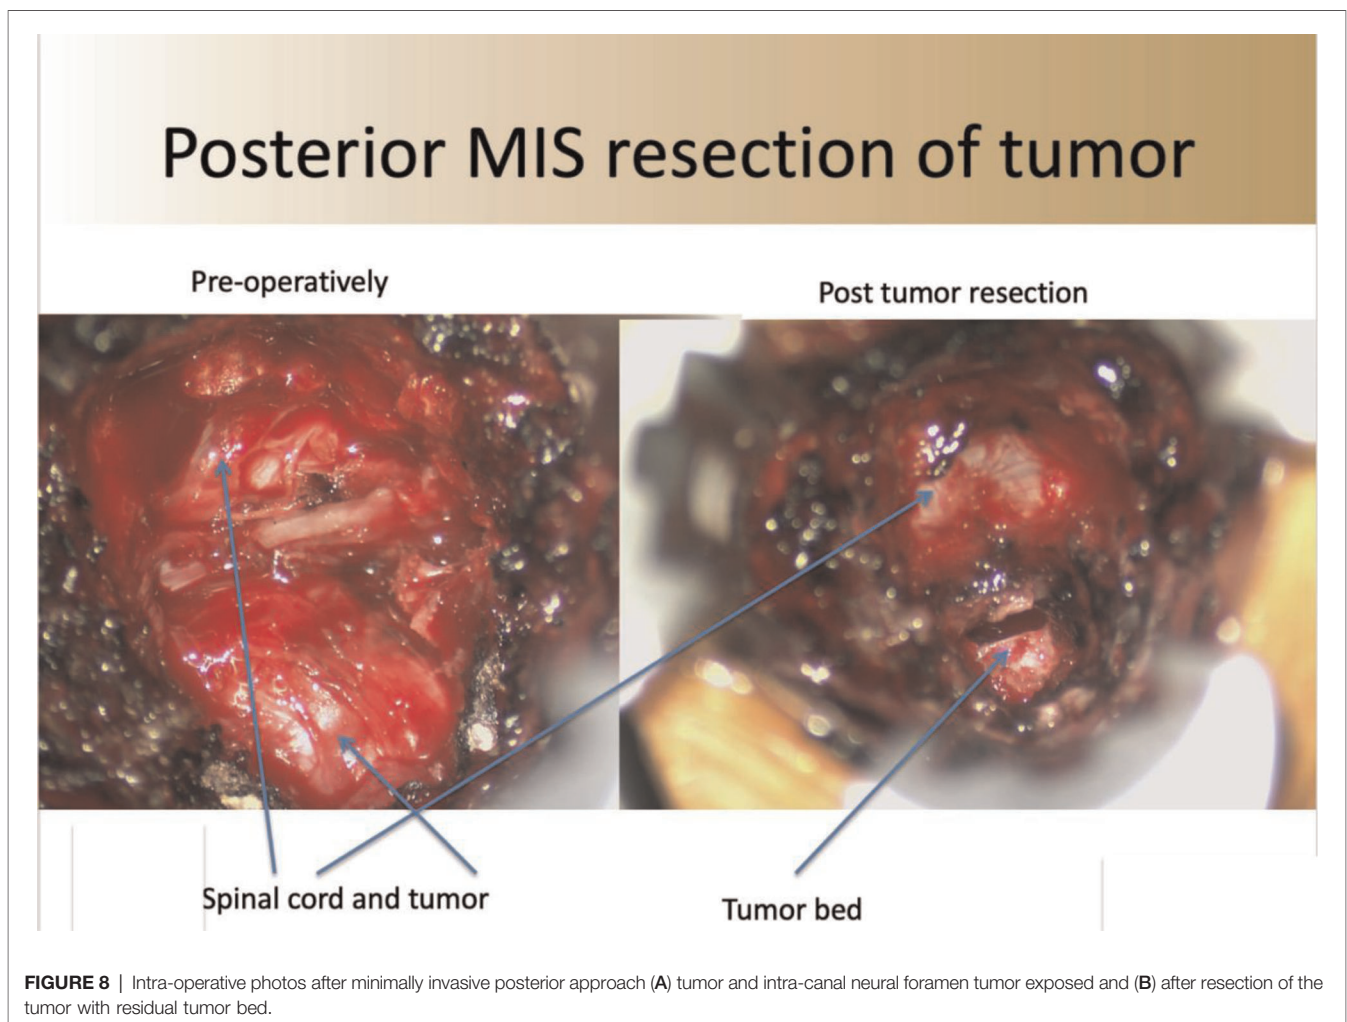 Posterior MIS resection of tumor
Pre-operatively
Post tumor resection
Spinal cord and tumor
Tumor bed
FIGURE 8 | Intra-operative photos after minimally invasive posterior approach (A) tumor and intra-canal neural foramen tumor exposed and (B) after resection of the
tumor with residual tumor bed.